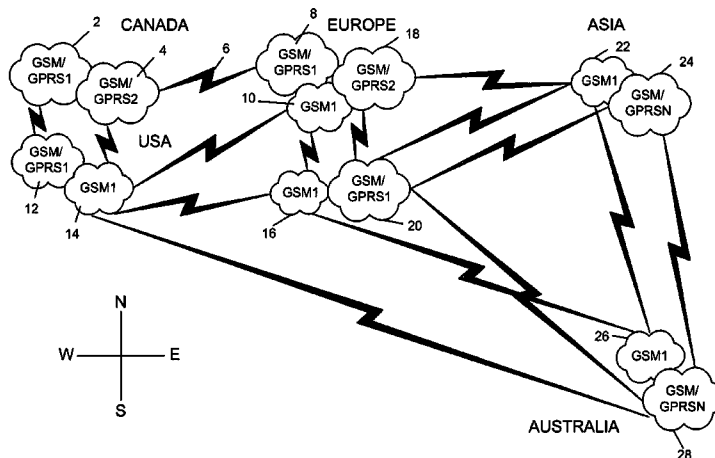 CANADA
8
EUROPE
ASIA
2
4
6
18
22
24
GSM/
GPRS1
GSM/
GPRS2
GSM/
GPRS1
GSM/
GPRS2
GSM1
GSM/
GPRSN
10
GSM1
USA
GSM/
GPRS1
12
GSM1
14
GSM1
16
GSM/
GPRS1
20
N
W
E
S
26
GSM1
GSM/
GPRSN
AUSTRALIA
28